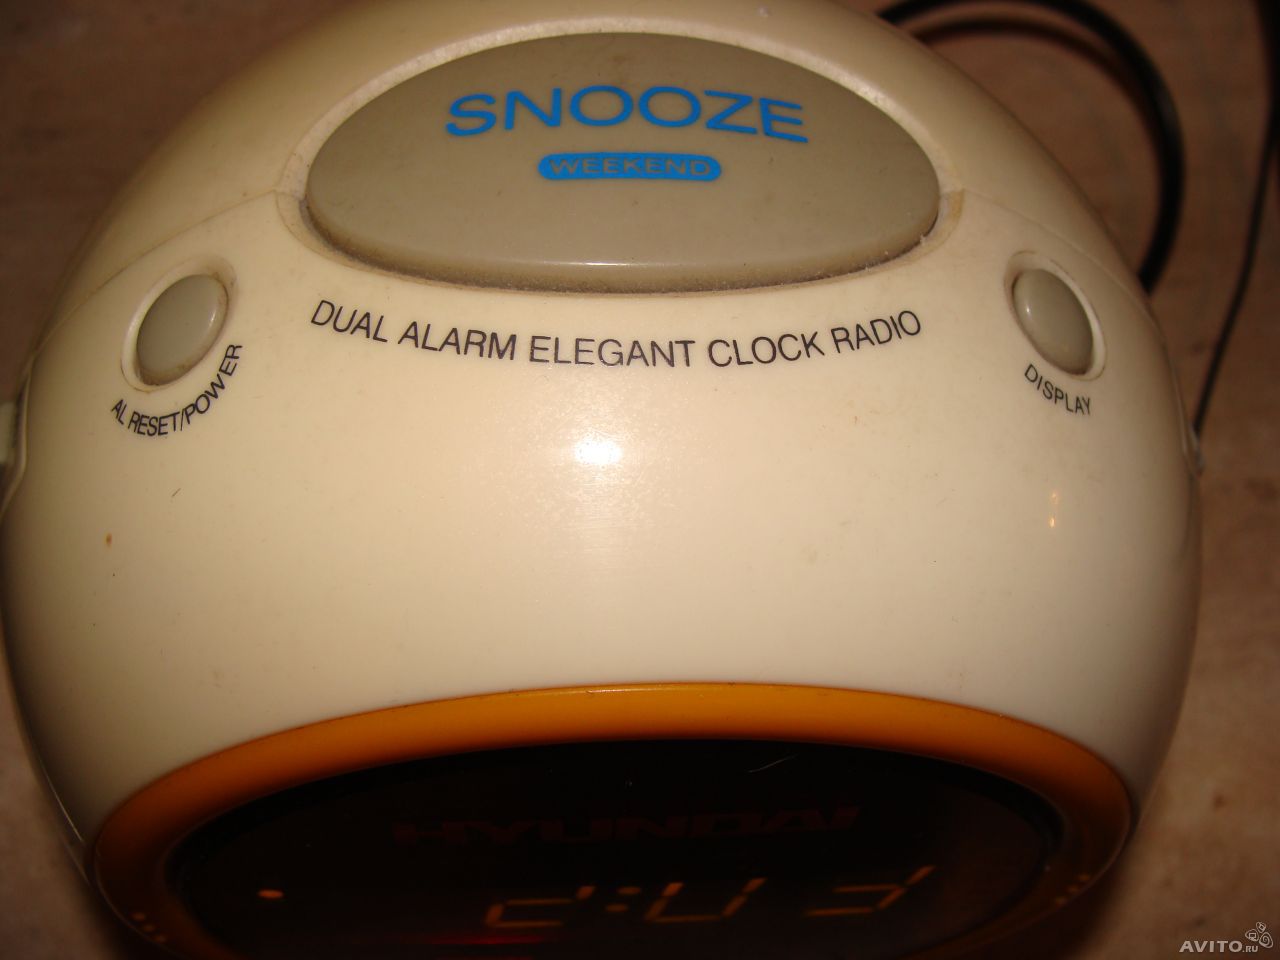 SNOOZE
WEEKEND
DUAL ALARM ELEGANT CLOCK RADIO
AL RESET/POWER
DISPLAY
HYUNDAI
AVITO.RU